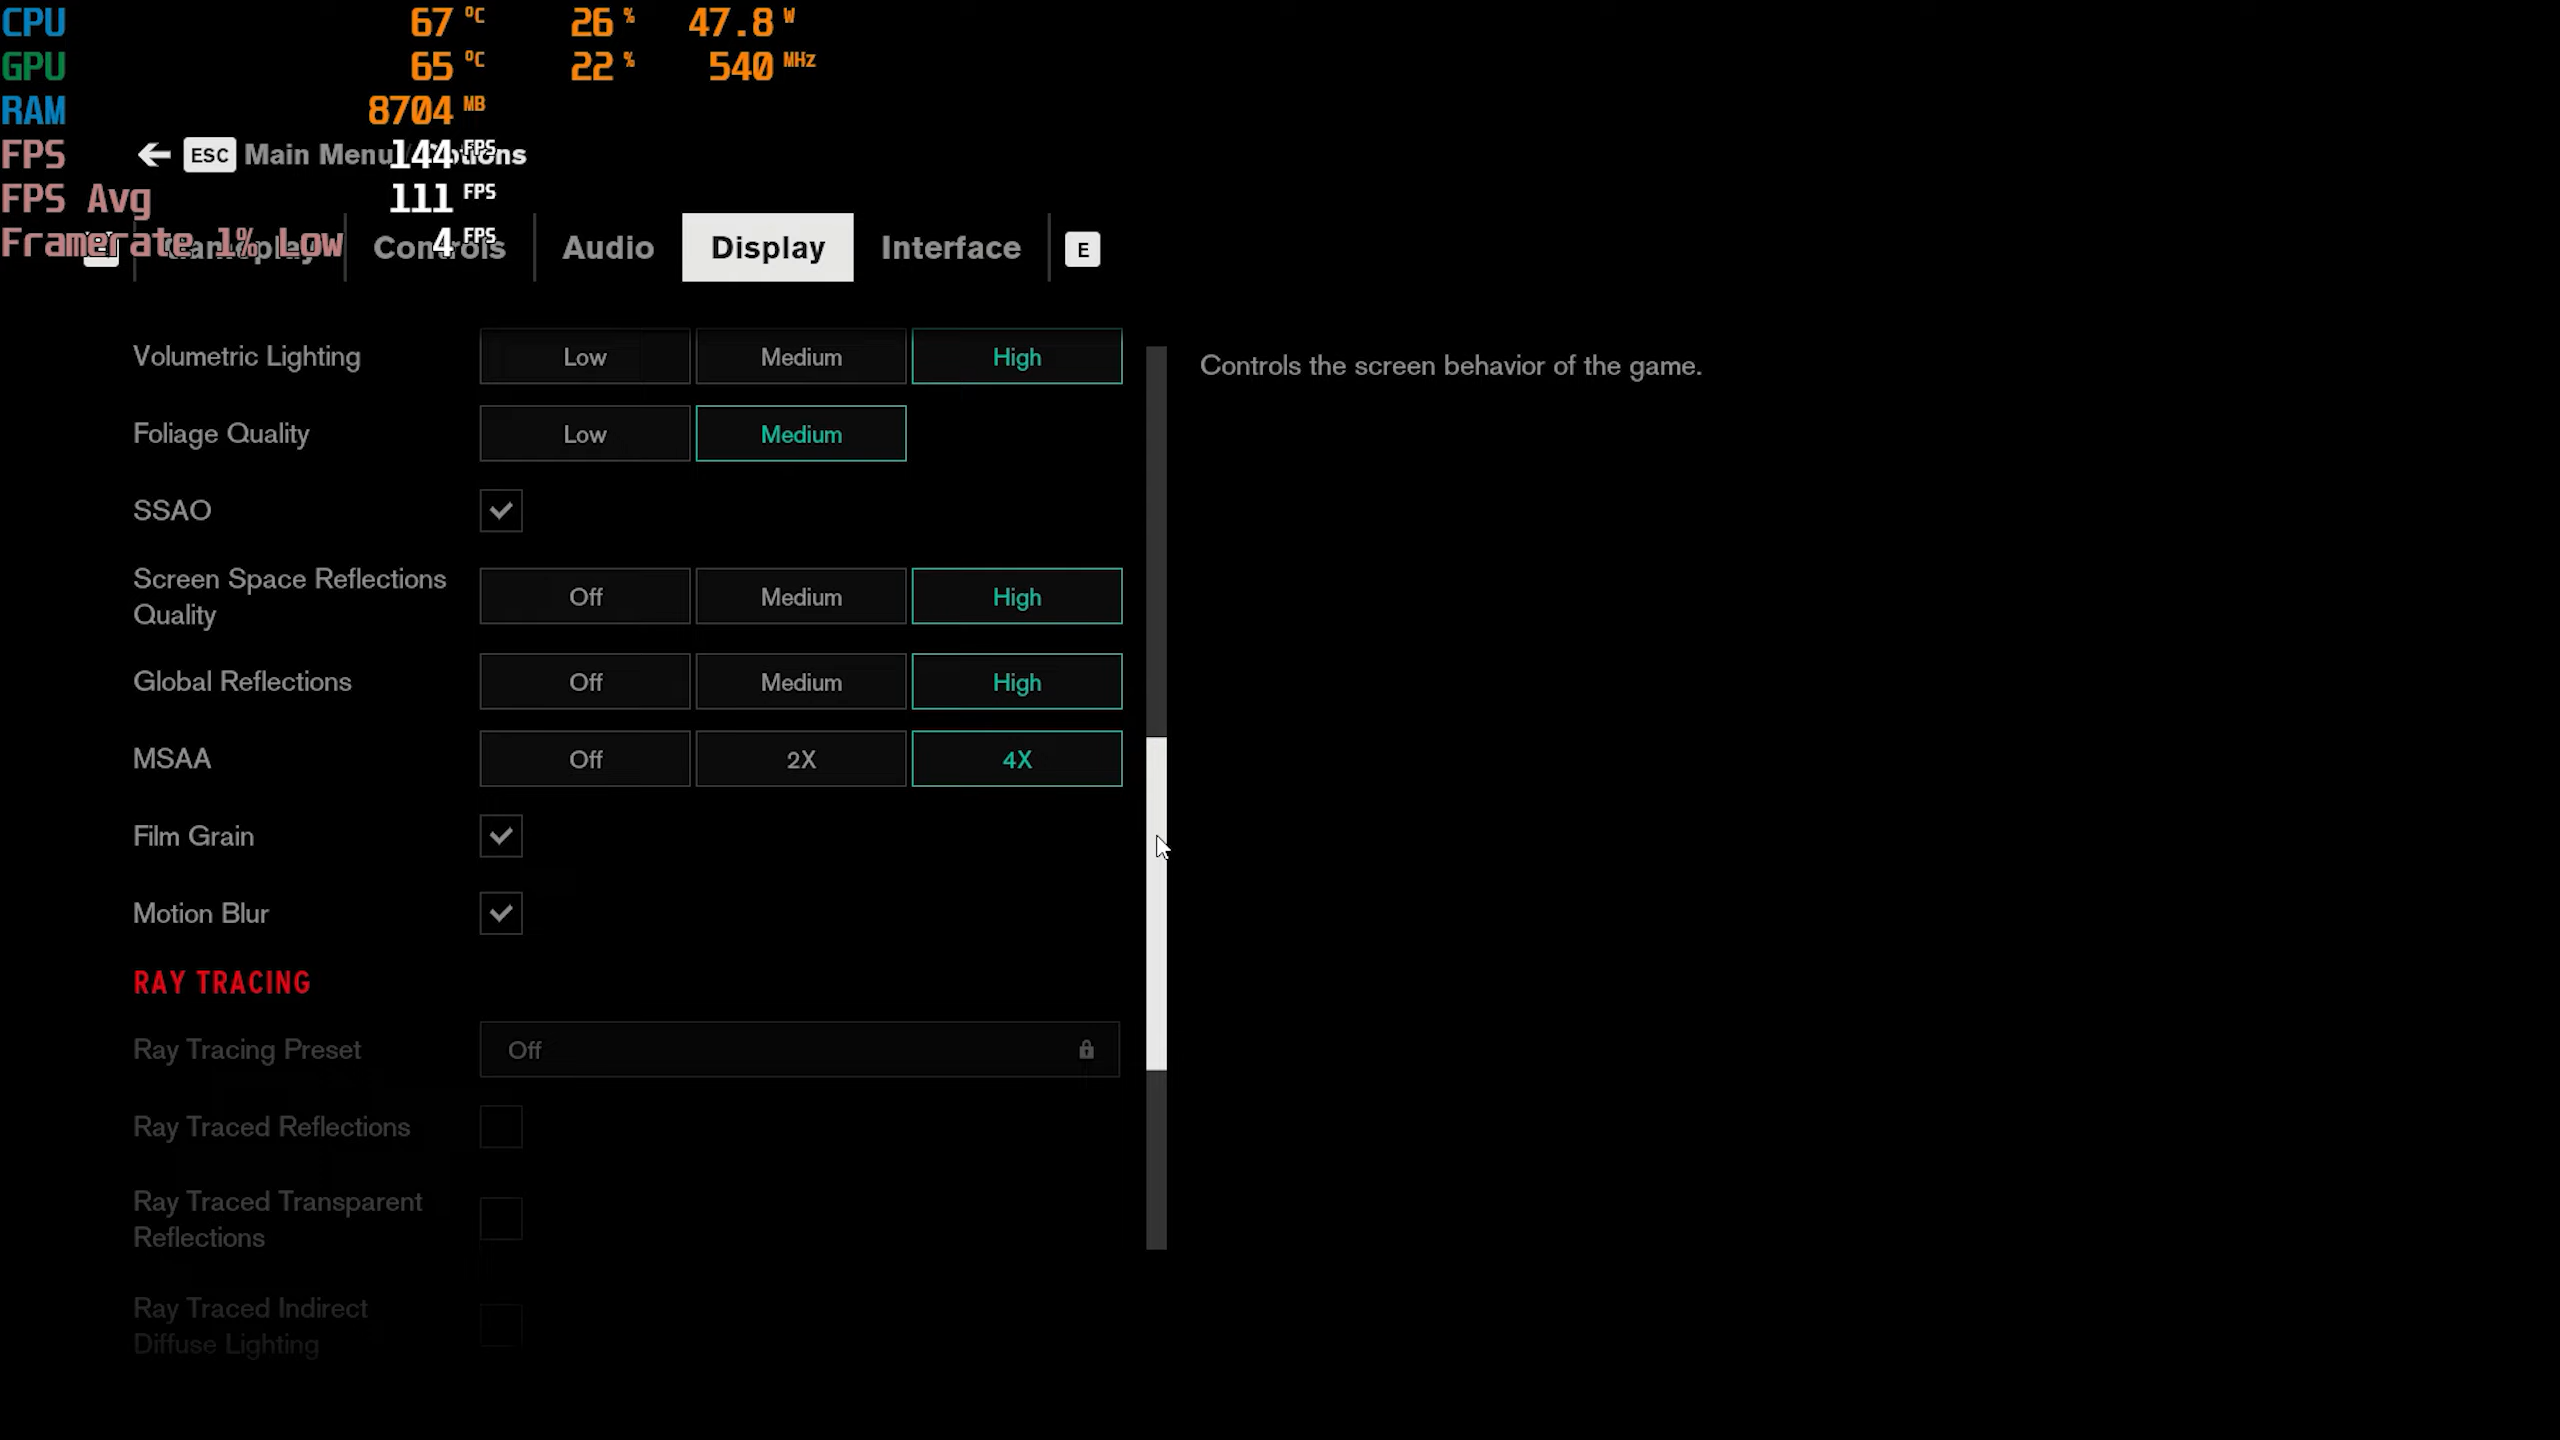 CPU 67 °C 26 % 47.8 W
GPU 65 °C 22 % 540 MHz
RAM 8704 MB
FPS 144 FPS
ESC Main Menu
FPS Avg 111 FPS
Framerate 1% Low 4 FPS
Gameplay Controls Audio Display Interface E
Volumetric Lighting Low Medium High
Controls the screen behavior of the game.
Foliage Quality Low Medium
SSAO
Screen Space Reflections
Quality Off Medium High
Global Reflections Off Medium High
MSAA Off 2X 4X
Film Grain
Motion Blur
RAY TRACING
Ray Tracing Preset Off
Ray Traced Reflections
Ray Traced Transparent
Reflections
Ray Traced Indirect
Diffuse Lighting